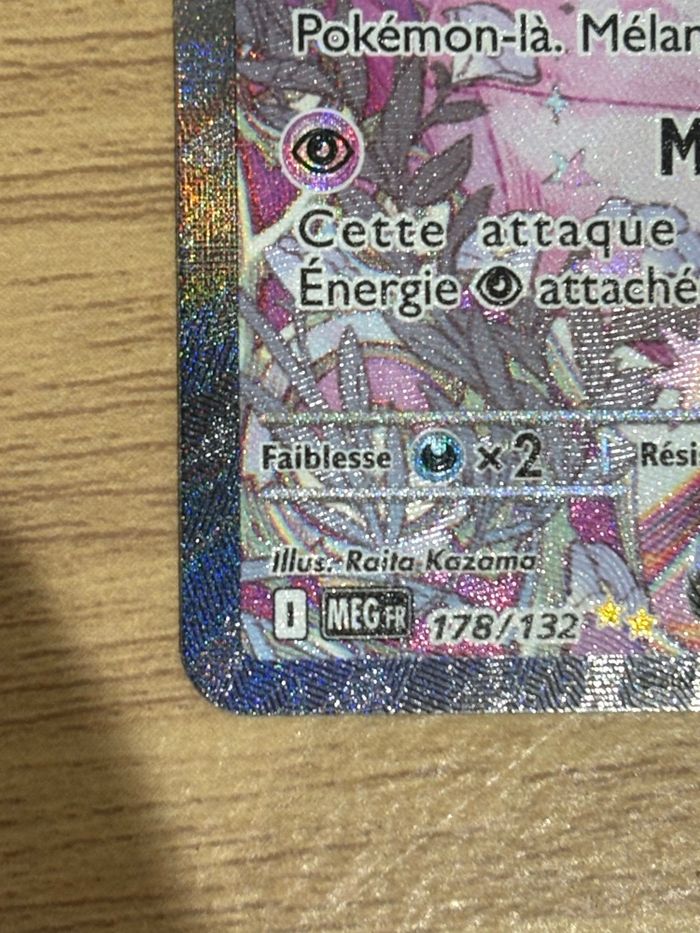 Pokémon-là. Mélan
M
Cette attaque
Énergie attaché
Faiblesse ×2 Rési
Illus. Raita Kazama
I MEG FR 178/132